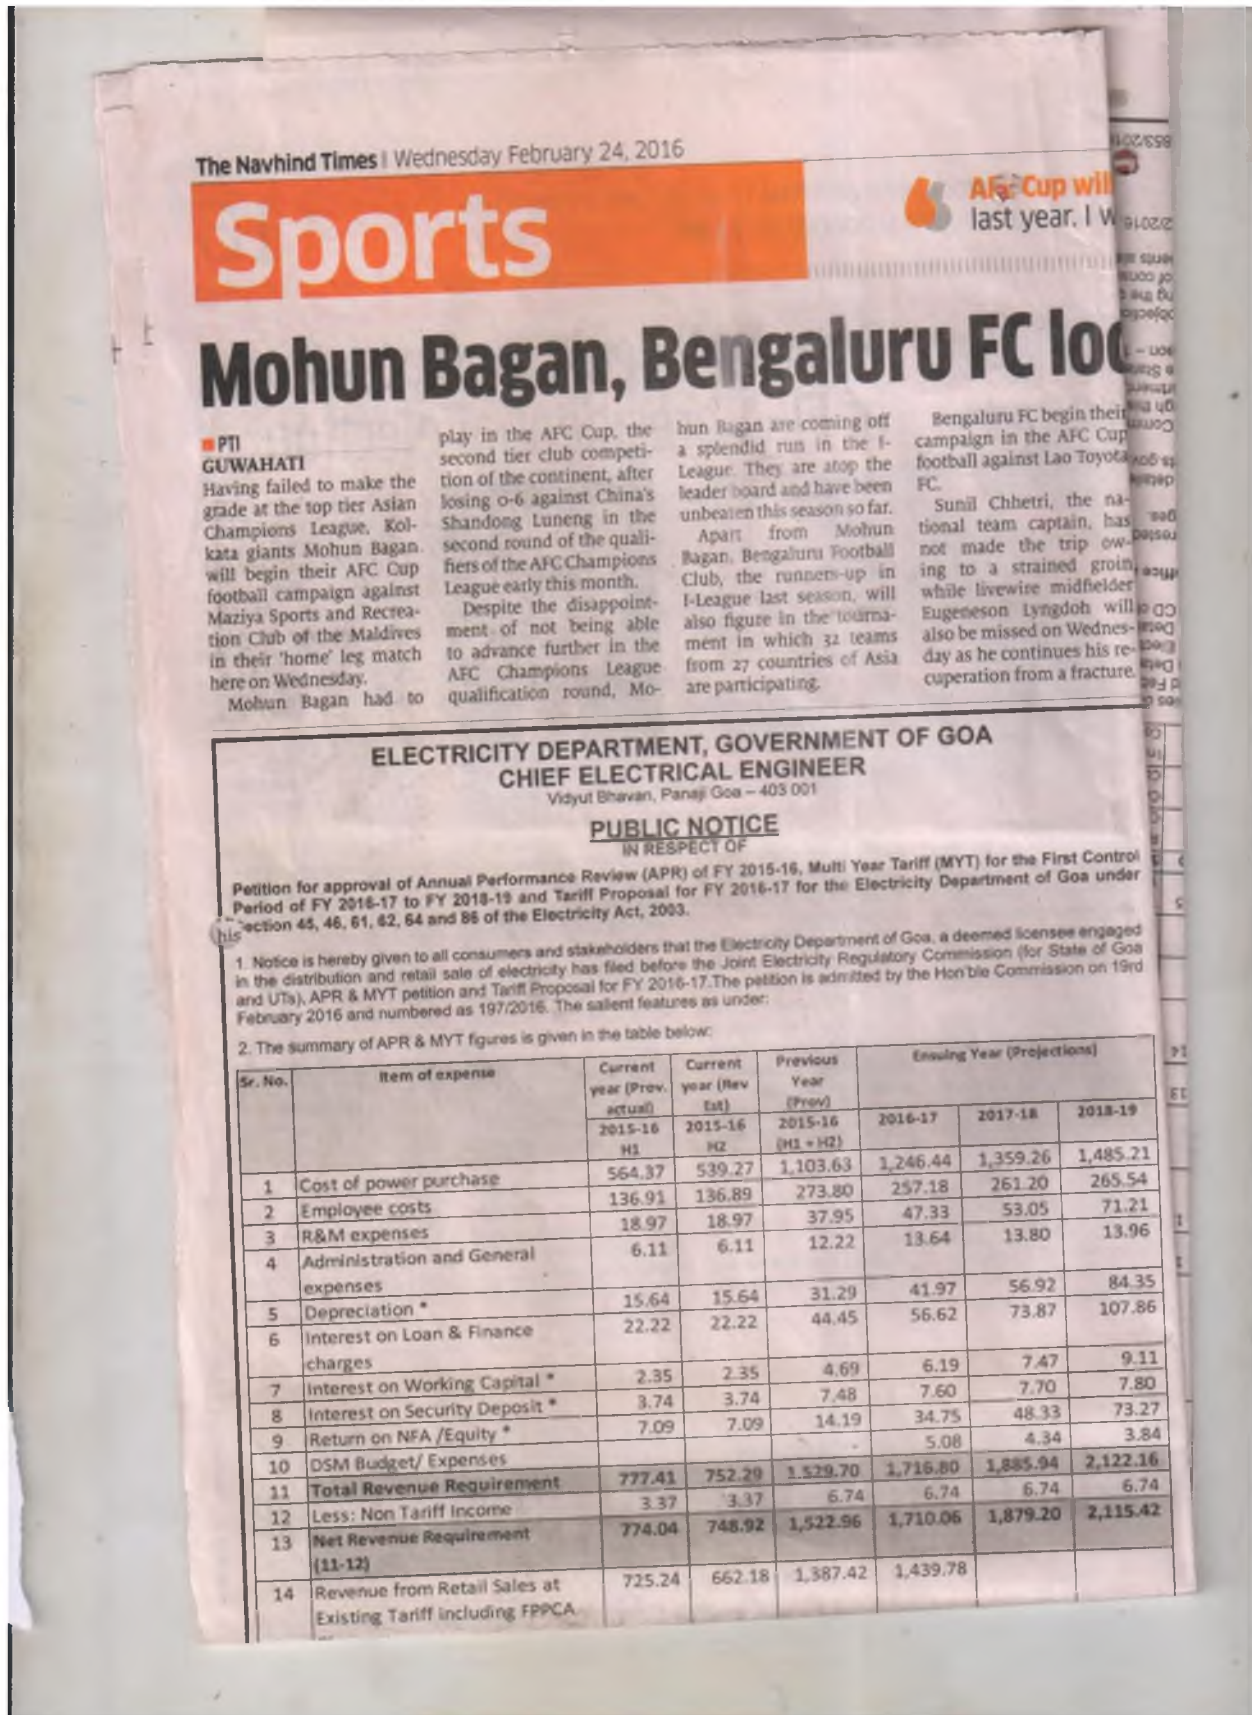 The Navhind Times | Wednesday February 24, 2016
Sports
AFC Cup will
last year. I w
Mohun Bagan, Bengaluru FC loo
PTI
GUWAHATI
Having failed to make the
grade at the top tier Asian
Champions League, Kol-
kata giants Mohun Bagan
will begin their AFC Cup
football campaign against
Maziya Sports and Recrea-
tion Club of the Maldives
in their 'home' leg match
here on Wednesday.
Mohun Bagan had to
play in the AFC Cup, the
second tier club competi-
tion of the continent, after
losing 0-6 against China's
Shandong Luneng in the
second round of the quali-
fiers of the AFC Champions
League early this month.
Despite the disappoint-
ment of not being able
to advance further in the
AFC Champions League
qualification round, Mo-
hun Bagan are coming off
a splendid run in the I-
League. They are atop the
leader board and have been
unbeaten this season so far.
Apart from Mohun
Bagan, Bengaluru Football
Club, the runners-up in
I-League last season, will
also figure in the tourna-
ment in which 32 teams
from 27 countries of Asia
are participating.
Bengaluru FC begin their
campaign in the AFC Cup
football against Lao Toyota
FC.
Sunil Chhetri, the na-
tional team captain, has
not made the trip ow-
ing to a strained groin
while livewire midfielder
Eugeneson Lyngdoh will
also be missed on Wednes-
day as he continues his re-
cuperation from a fracture.
ELECTRICITY DEPARTMENT, GOVERNMENT OF GOA
CHIEF ELECTRICAL ENGINEER
Vidyut Bhavan, Panaji Goa – 403 001
PUBLIC NOTICE
IN RESPECT OF
Petition for approval of Annual Performance Review (APR) of FY 2015-16, Multi Year Tariff (MYT) for the First Control
Period of FY 2016-17 to FY 2018-19 and Tariff Proposal for FY 2016-17 for the Electricity Department of Goa under
ection 45, 46, 61, 62, 64 and 86 of the Electricity Act, 2003.
his
1. Notice is hereby given to all consumers and stakeholders that the Electricity Department of Goa, a deemed licensee engaged
in the distribution and retail sale of electricity has filed before the Joint Electricity Regulatory Commission (for State of Goa
and UTs), APR & MYT petition and Tariff Proposal for FY 2016-17.The petition is admitted by the Hon'ble Commission on 19rd
February 2016 and numbered as 197/2016. The salient features as under:
2. The summary of APR & MYT figures is given in the table below:
Sr. No. Item of expense Current year (Prov. actual) Current year (Rev Est) Previous Year (Prov) Ensuing Year (Projections)
2015-16 H1 2015-16 H2 2015-16 (H1 + H2) 2016-17 2017-18 2018-19
1 Cost of power purchase 564.37 539.27 1,103.63 1,246.44 1,359.26 1,485.21
2 Employee costs 136.91 136.89 273.80 257.18 261.20 265.54
3 R&M expenses 18.97 18.97 37.95 47.33 53.05 71.21
4 Administration and General expenses 6.11 6.11 12.22 13.64 13.80 13.96
5 Depreciation * 15.64 15.64 31.29 41.97 56.92 84.35
6 Interest on Loan & Finance charges 22.22 22.22 44.45 56.62 73.87 107.86
7 Interest on Working Capital * 2.35 2.35 4.69 6.19 7.47 9.11
8 Interest on Security Deposit * 3.74 3.74 7.48 7.60 7.70 7.80
9 Return on NFA /Equity * 7.09 7.09 14.19 34.75 48.33 73.27
10 DSM Budget/ Expenses - 5.08 4.34 3.84
11 Total Revenue Requirement 777.41 752.29 1,529.70 1,716.80 1,885.94 2,122.16
12 Less: Non Tariff Income 3.37 3.37 6.74 6.74 6.74 6.74
13 Net Revenue Requirement (11-12) 774.04 748.92 1,522.96 1,710.06 1,879.20 2,115.42
14 Revenue from Retail Sales at Existing Tariff including FPPCA 725.24 662.18 1,387.42 1,439.78